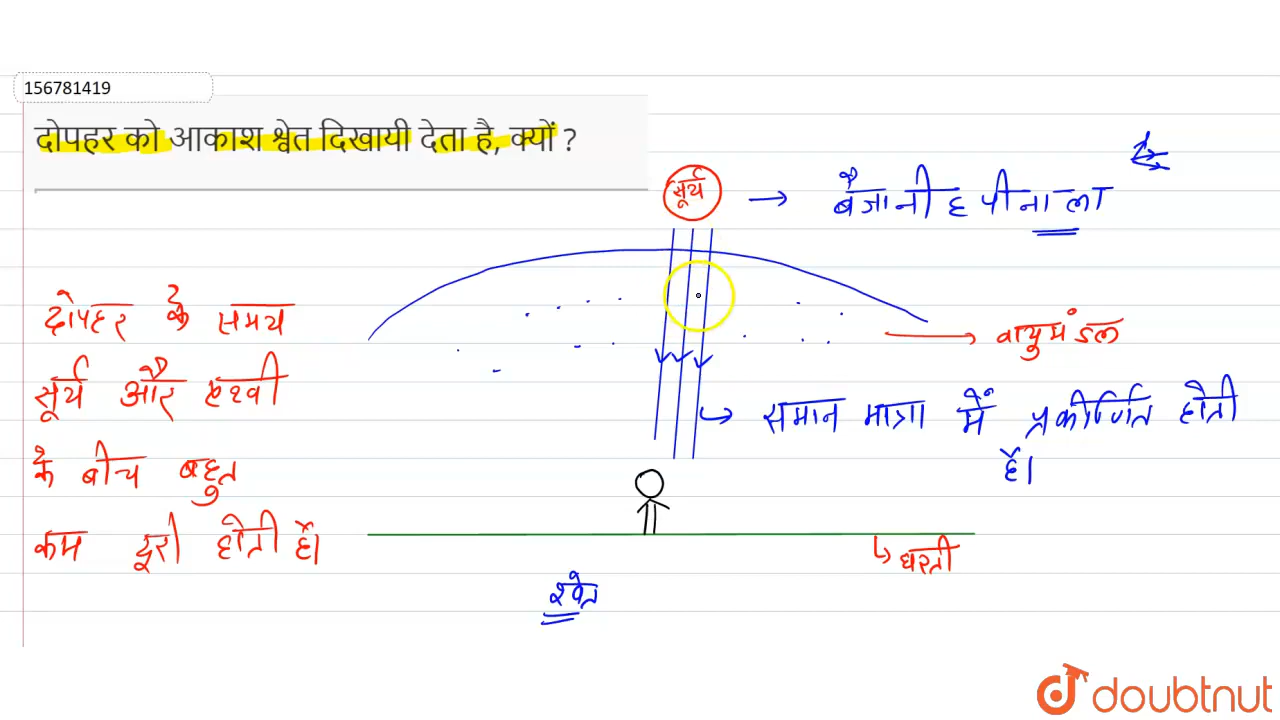 156781419
दोपहर को आकाश श्वेत दिखायी देता है, क्यों ?
सूर्य
बैंजानीहपीनाला
दोपहर के समय
सूर्य और पृथ्वी
के बीच बहुत
कम दूरी होती है।
वायुमंडल
समान मात्रा में प्रकीर्णित होती
है।
धरती
श्वेत
doubtnut